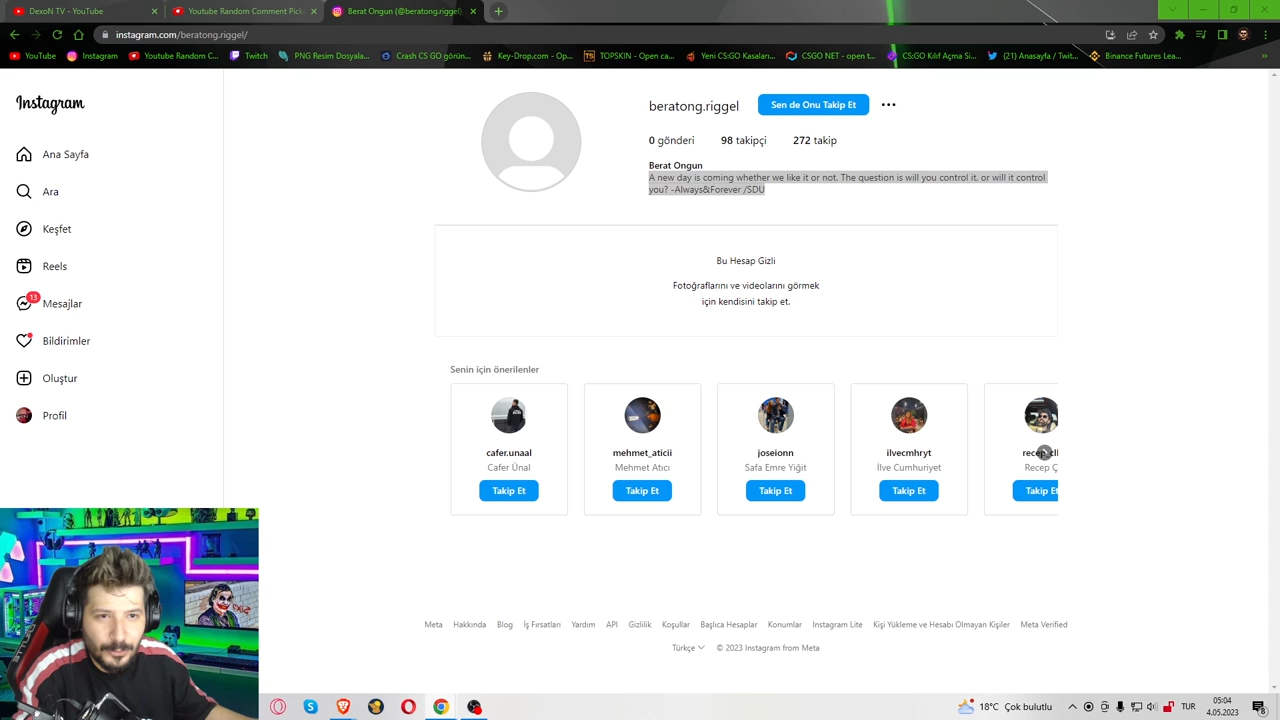 DexoN YT - YouTube
Youtube Random Comment Picke
Berat Ongun (@beratong.riggel)
instagram.com/beratong.riggel/
YouTube
Instagram
Youtube Random C...
Twitch
PNG Resim Dosyala...
Crash CS GO görün...
Key-Drop.com - Op...
TOPSKIN - Open ca...
Yeni CS:GO Kasaları...
CSGO NET - open t...
CS:GO Kılıf Açma Si...
(21) Anasayfa / Twit...
Binance Futures Lea...
Instagram
Ana Sayfa
Ara
Keşfet
Reels
13
Mesajlar
Bildirimler
Oluştur
Profil
beratong.riggel
Sen de Onu Takip Et
0 gönderi 98 takipçi 272 takip
Berat Ongun
A new day is coming whether we like it or not. The question is will you control it, or will it control
you? -Always&Forever /SDU
Bu Hesap Gizli
Fotoğraflarını ve videolarını görmek
için kendisini takip et.
Senin için önerilenler
cafer.unaal
Cafer Ünal
Takip Et
mehmet_aticii
Mehmet Atıcı
Takip Et
joseionn
Safa Emre Yiğit
Takip Et
ilvecmhryt
İlve Cumhuriyet
Takip Et
Recep Ç
Takip Et
Meta Hakkında Blog İş Fırsatları Yardım API Gizlilik Koşullar Başlıca Hesaplar Konumlar Instagram Lite Kişi Yükleme ve Hesabı Olmayan Kişiler Meta Verified
Türkçe © 2023 Instagram from Meta
18°C Çok bulutlu
TUR
05:04
4.05.2023
8